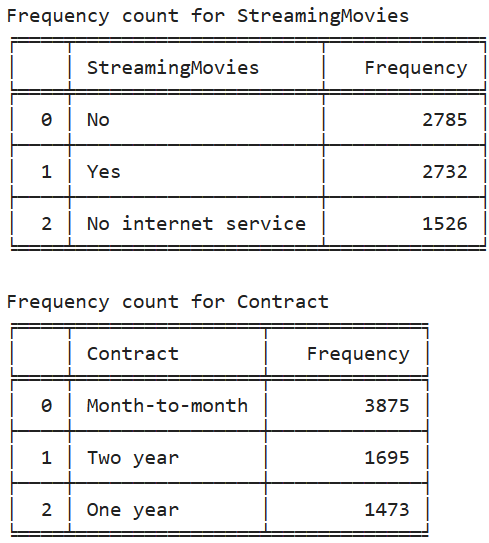 Frequency count for StreamingMovies
StreamingMovies Frequency
0 No 2785
1 Yes 2732
2 No internet service 1526
Frequency count for Contract
Contract Frequency
0 Month-to-month 3875
1 Two year 1695
2 One year 1473